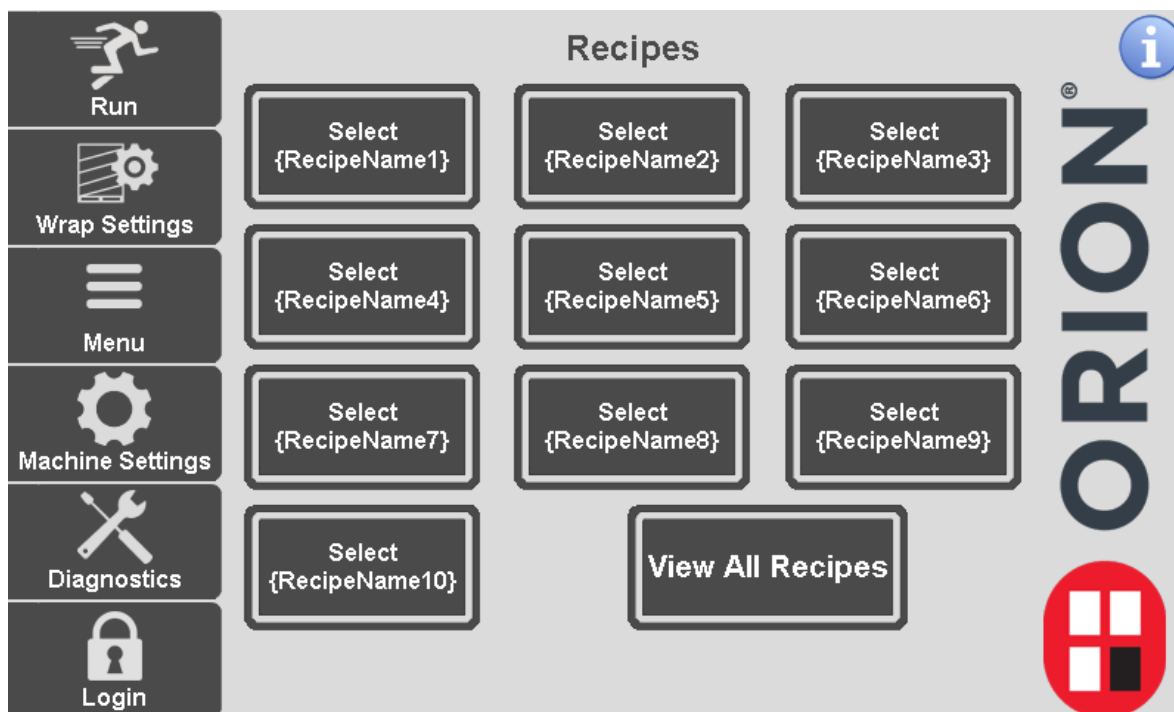 Run
Wrap Settings
Menu
Machine Settings
Diagnostics
Login
Recipes
Select
{RecipeName1}
Select
{RecipeName2}
Select
{RecipeName3}
Select
{RecipeName4}
Select
{RecipeName5}
Select
{RecipeName6}
Select
{RecipeName7}
Select
{RecipeName8}
Select
{RecipeName9}
Select
{RecipeName10}
View All Recipes
i
ORION®